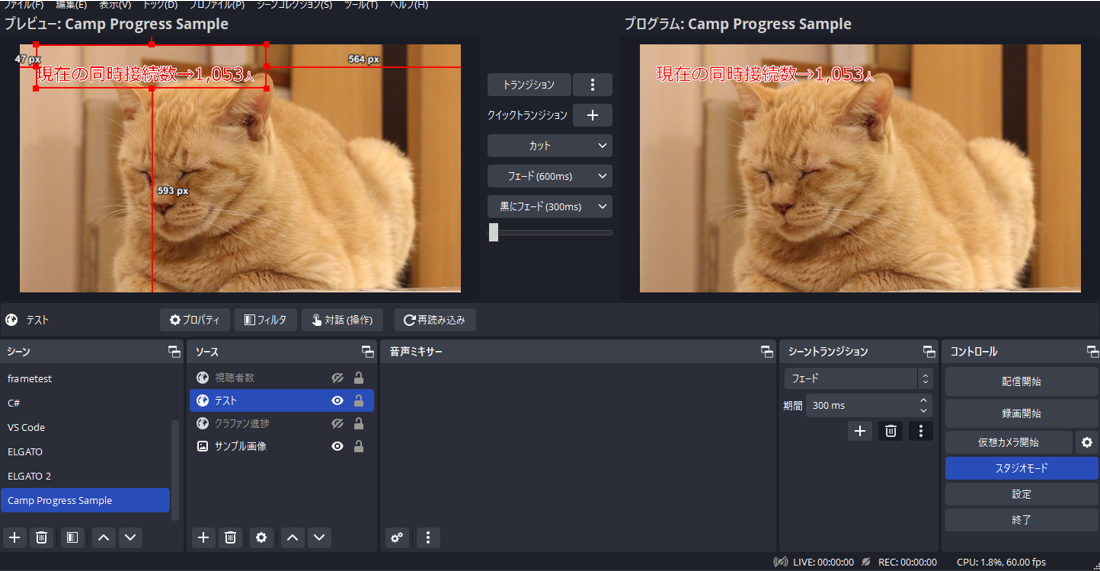 ファイル(F) 編集(E) 表示(V) ドック(D) プロファイル(P) シーンコレクション(S) ツール(T) ヘルプ(H)
プレビュー: Camp Progress Sample
プログラム: Camp Progress Sample
47 px
564 px
現在の同時接続数→1,053人
593 px
トランジション
クイックトランジション
カット
フェード(600ms)
黒にフェード(300ms)
現在の同時接続数→1,053人
テスト
プロパティ
フィルタ
対話 (操作)
再読み込み
シーン
frametest
C#
VS Code
ELGATO
ELGATO 2
Camp Progress Sample
ソース
視聴者数
テスト
クラファン進捗
サンプル画像
音声ミキサー
シーントランジション
フェード
期間 300 ms
コントロール
配信開始
録画開始
仮想カメラ開始
スタジオモード
設定
終了
LIVE: 00:00:00 REC: 00:00:00 CPU: 1.8%, 60.00 fps